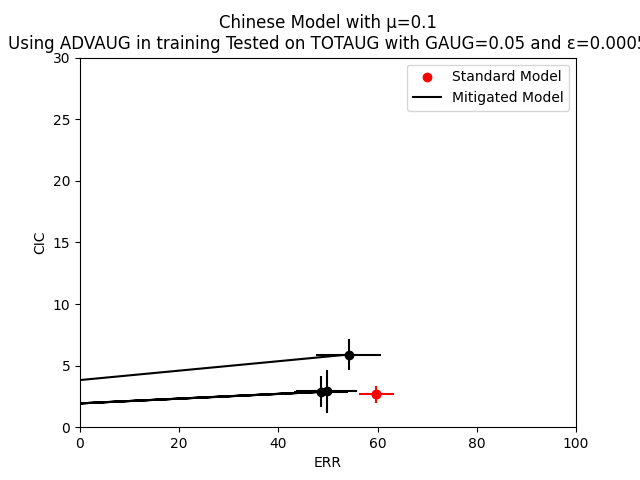 Chinese Model with μ=0.1
Using ADVAUG in training Tested on TOTAUG with GAUG=0.05 and ε=0.0005
Standard Model
Mitigated Model
30
25
20
15
10
5
0
CIC
0 20 40 60 80 100
ERR